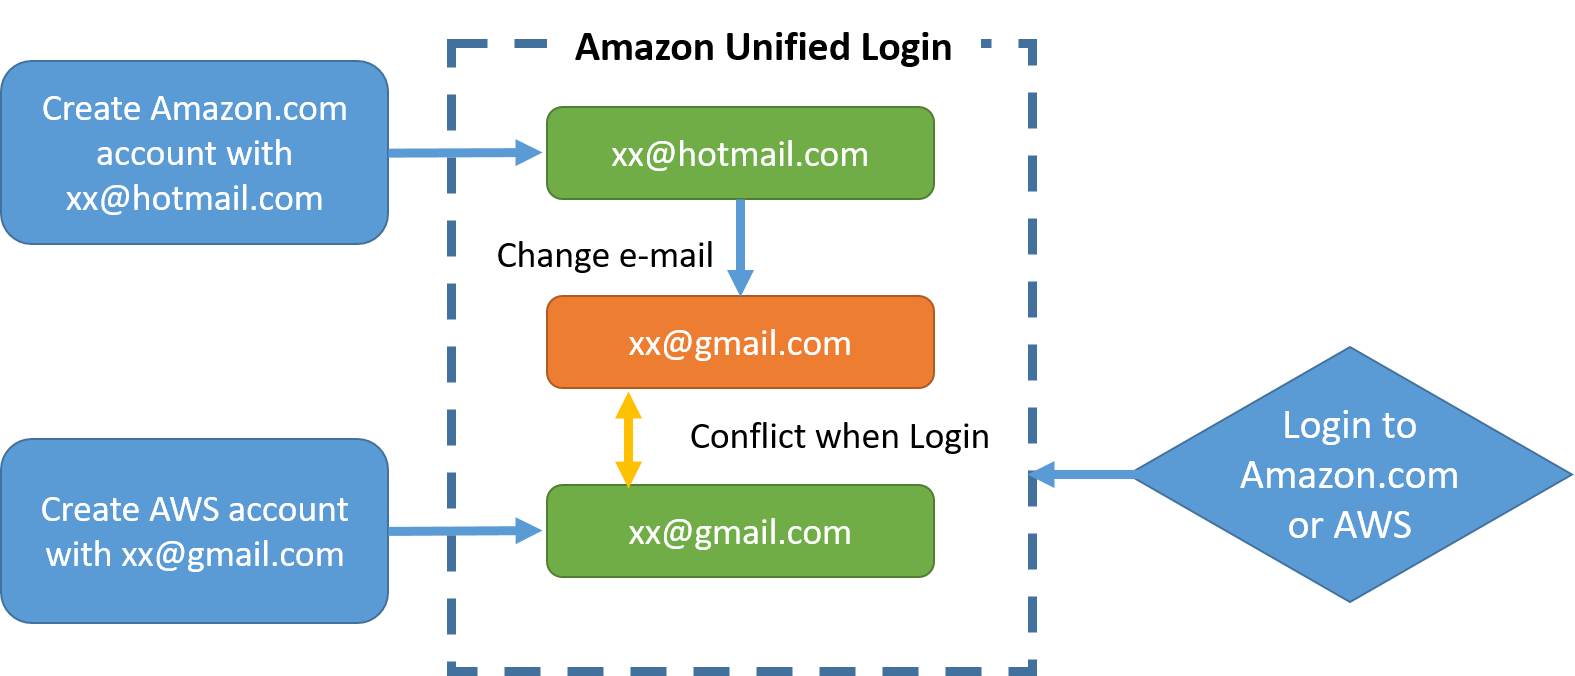 Amazon Unified Login
Create Amazon.com
account with
xx@hotmail.com
xx@hotmail.com
Change e-mail
xx@gmail.com
Conflict when Login
Create AWS account
with xx@gmail.com
xx@gmail.com
Login to
Amazon.com
or AWS